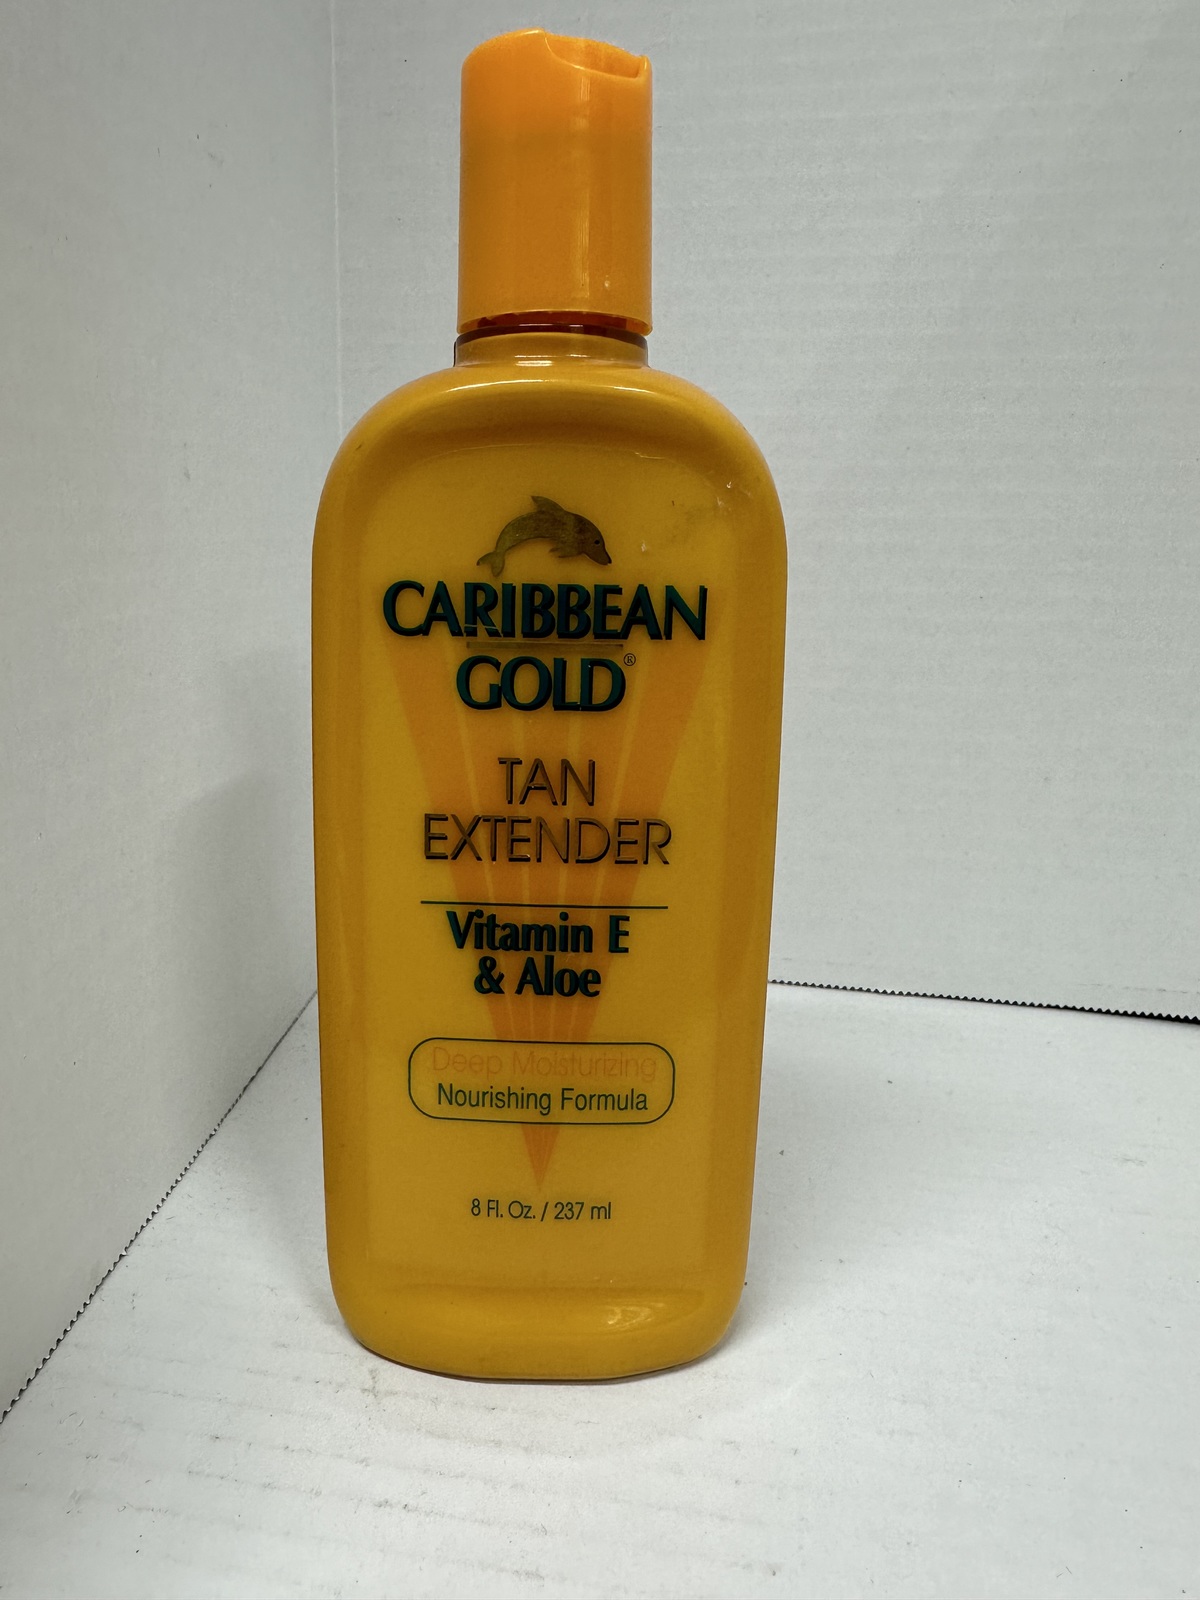 CARIBBEAN
GOLD®
TAN
EXTENDER
Vitamin E
& Aloe
Deep Moisturizing
Nourishing Formula
8 Fl. Oz. / 237 ml